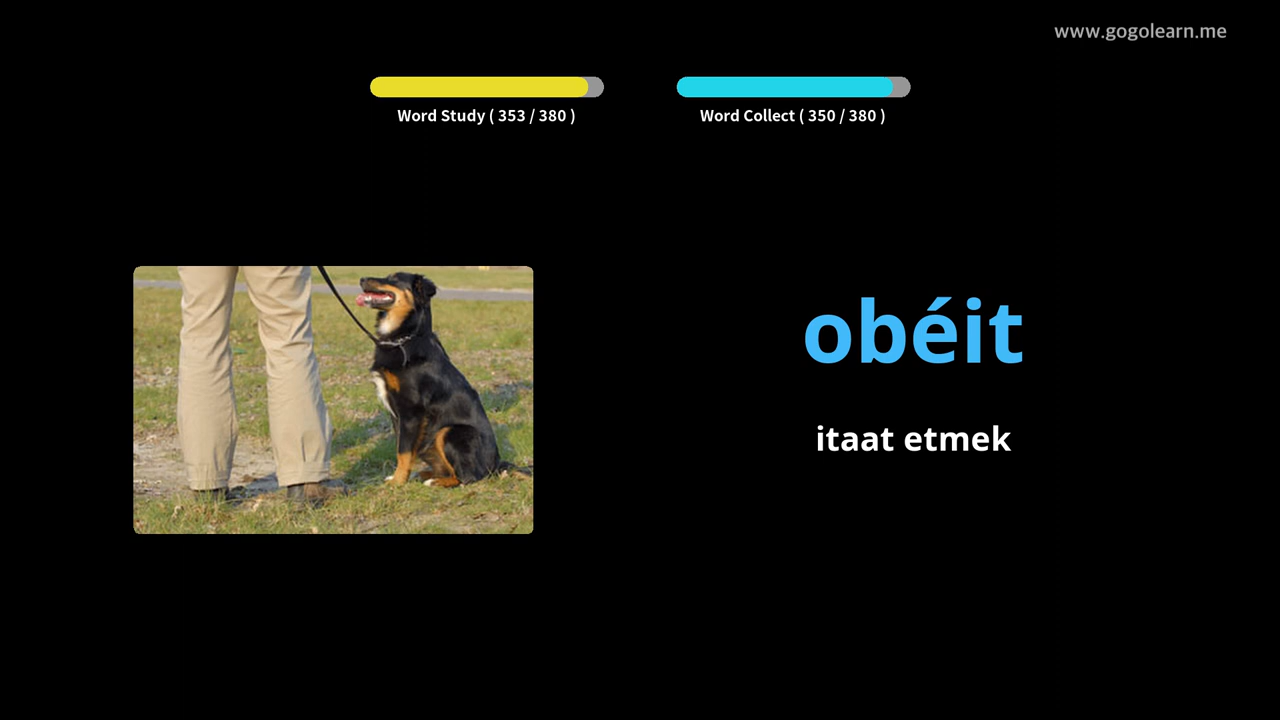 www.gogolearn.me
Word Study ( 353 / 380 )
Word Collect ( 350 / 380 )
obéit
itaat etmek